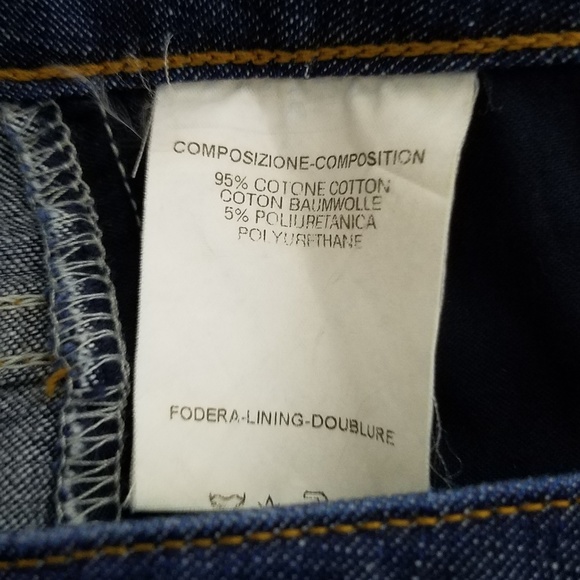 COMPOSIZIONE-COMPOSITION
95% COTONE COTTON
COTON BAUMWOLLE
5% POLIURETANICA
POLYURETHANE
FODERA-LINING-DOUBLURE